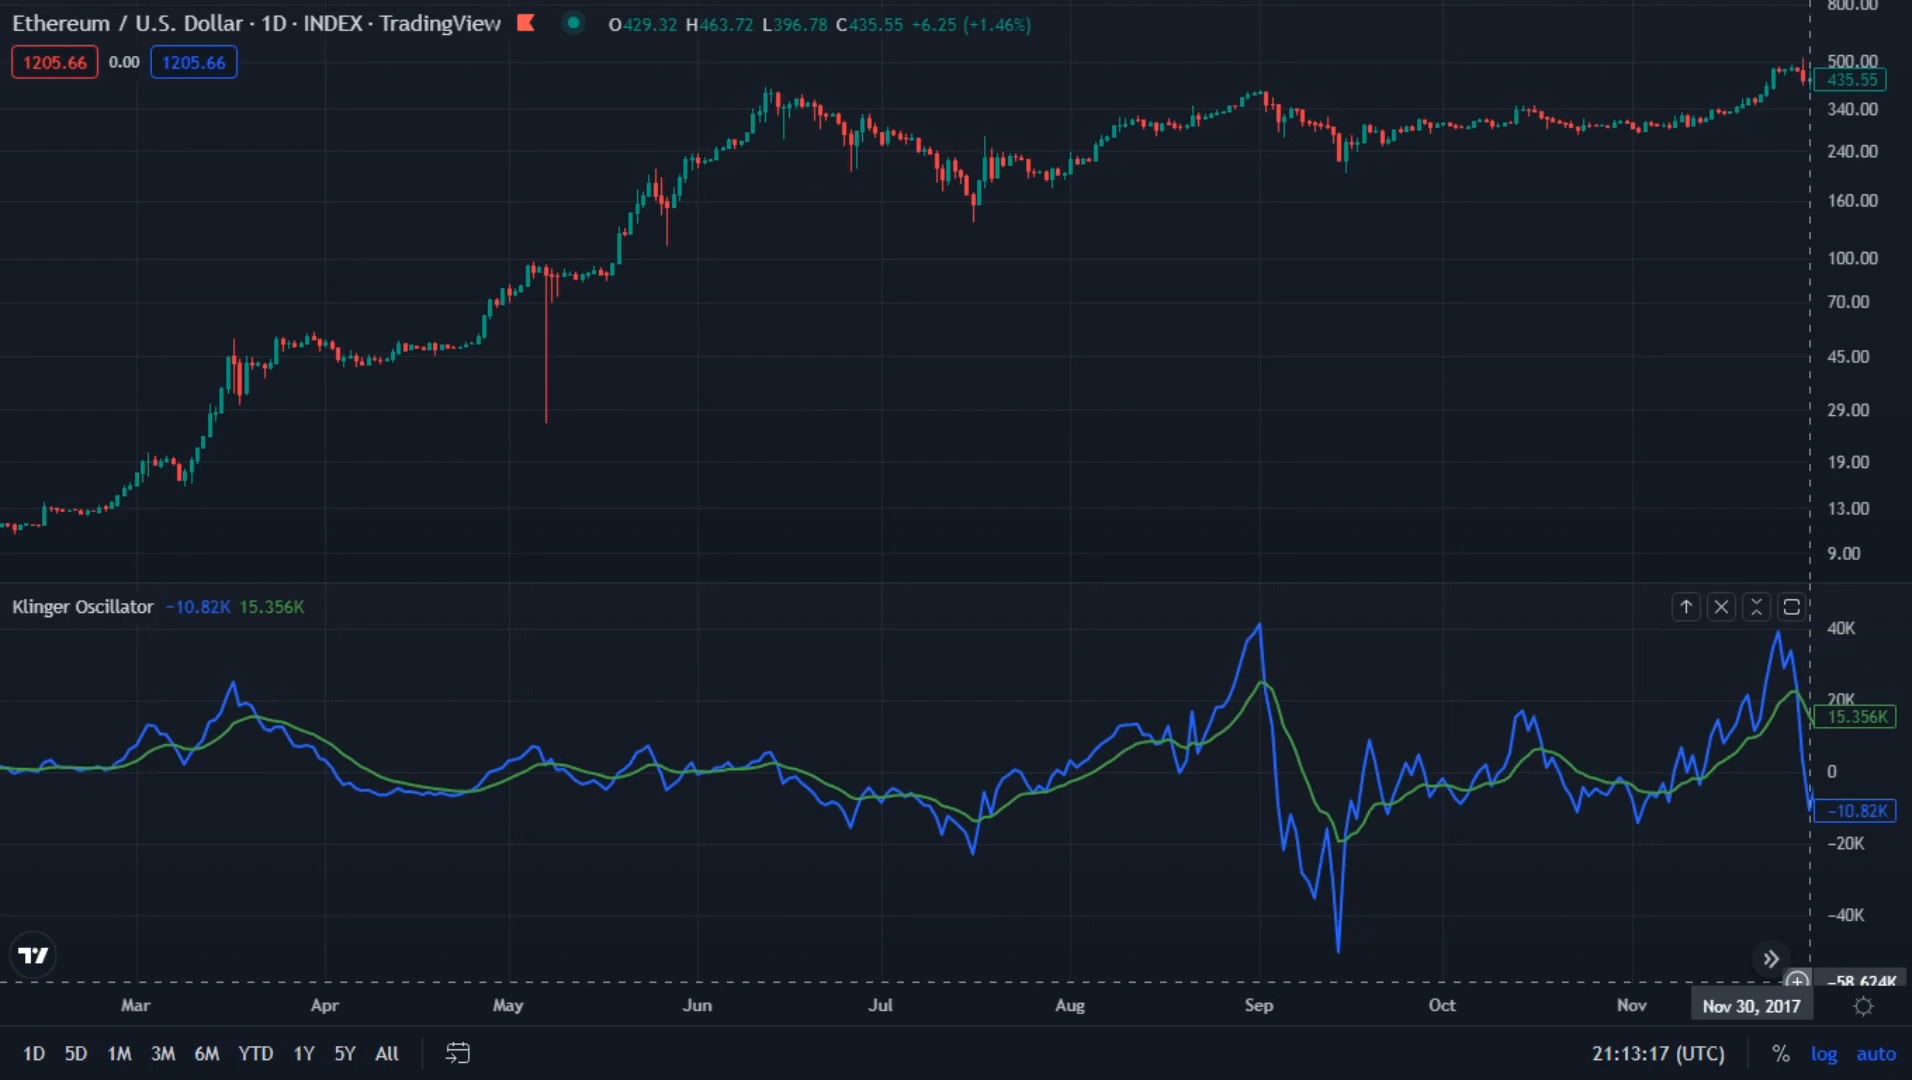 Ethereum / U.S. Dollar · 1D · INDEX · TradingView O429.32 H463.72 L396.78 C435.55 +6.25 (+1.46%)
1205.66 0.00 1205.66
800.00
500.00
435.55
340.00
240.00
160.00
100.00
70.00
45.00
29.00
19.00
13.00
9.00
Klinger Oscillator −10.82K 15.356K
40K
20K
15.356K
0
−10.82K
−20K
−40K
−58.624K
Mar Apr May Jun Jul Aug Sep Oct Nov Nov 30, 2017
1D 5D 1M 3M 6M YTD 1Y 5Y All 21:13:17 (UTC) % log auto